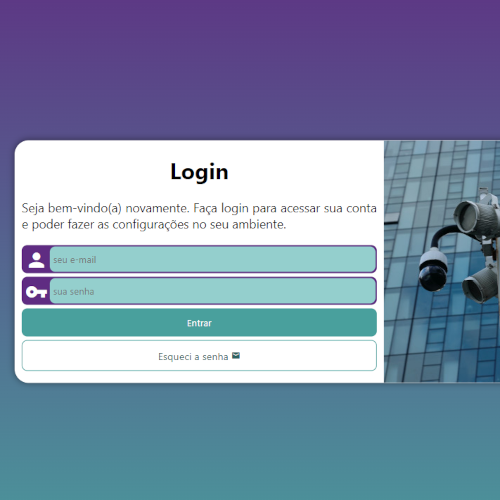 Login
Seja bem-vindo(a) novamente. Faça login para acessar sua conta
e poder fazer as configurações no seu ambiente.
seu e-mail
sua senha
Entrar
Esqueci a senha